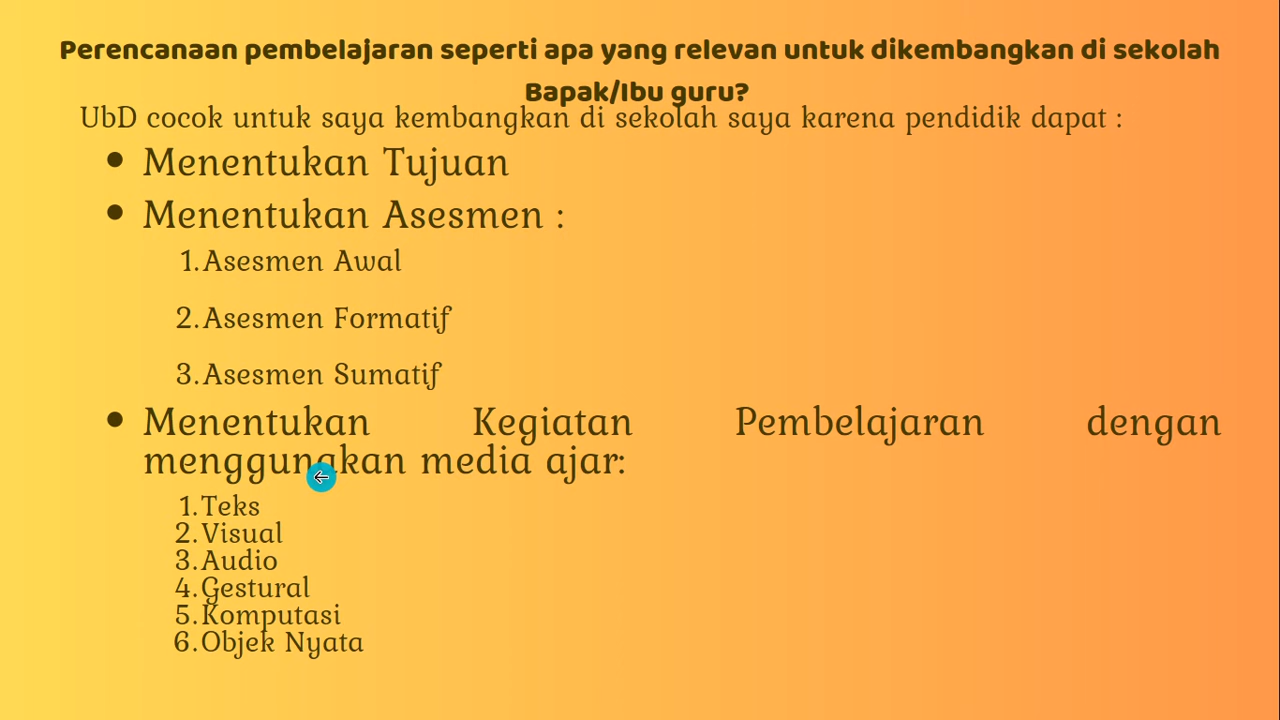 Perencanaan pembelajaran seperti apa yang relevan untuk dikembangkan di sekolah
Bapak/Ibu guru?
UbD cocok untuk saya kembangkan di sekolah saya karena pendidik dapat :
• Menentukan Tujuan
• Menentukan Asesmen :
1. Asesmen Awal
2. Asesmen Formatif
3. Asesmen Sumatif
• Menentukan Kegiatan Pembelajaran dengan
menggunakan media ajar:
1. Teks
2. Visual
3. Audio
4. Gestural
5. Komputasi
6. Objek Nyata